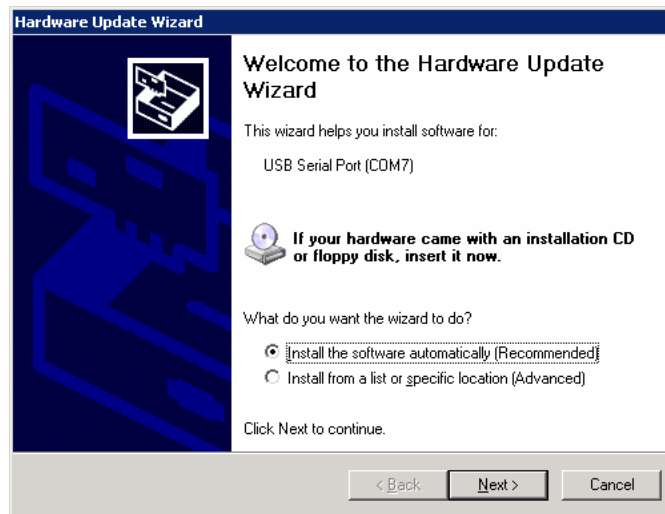 Hardware Update Wizard
Welcome to the Hardware Update
Wizard
This wizard helps you install software for:
USB Serial Port (COM7)
If your hardware came with an installation CD
or floppy disk, insert it now.
What do you want the wizard to do?
Install the software automatically (Recommended)
Install from a list or specific location (Advanced)
Click Next to continue.
< Back Next > Cancel